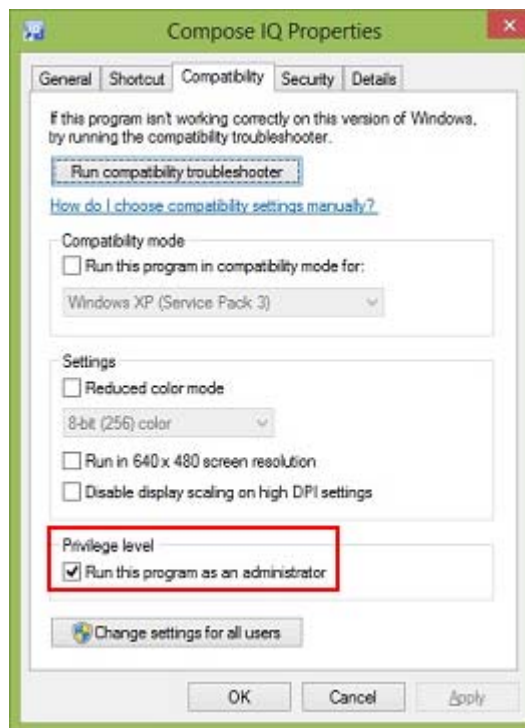 Compose IQ Properties
General Shortcut Compatibility Security Details
If this program isn't working correctly on this version of Windows,
try running the compatibility troubleshooter.
Run compatibility troubleshooter
How do I choose compatibility settings manually?
Compatibility mode
Run this program in compatibility mode for:
Windows XP (Service Pack 3)
Settings
Reduced color mode
8-bit (256) color
Run in 640 x 480 screen resolution
Disable display scaling on high DPI settings
Privilege level
Run this program as an administrator
Change settings for all users
OK Cancel Apply